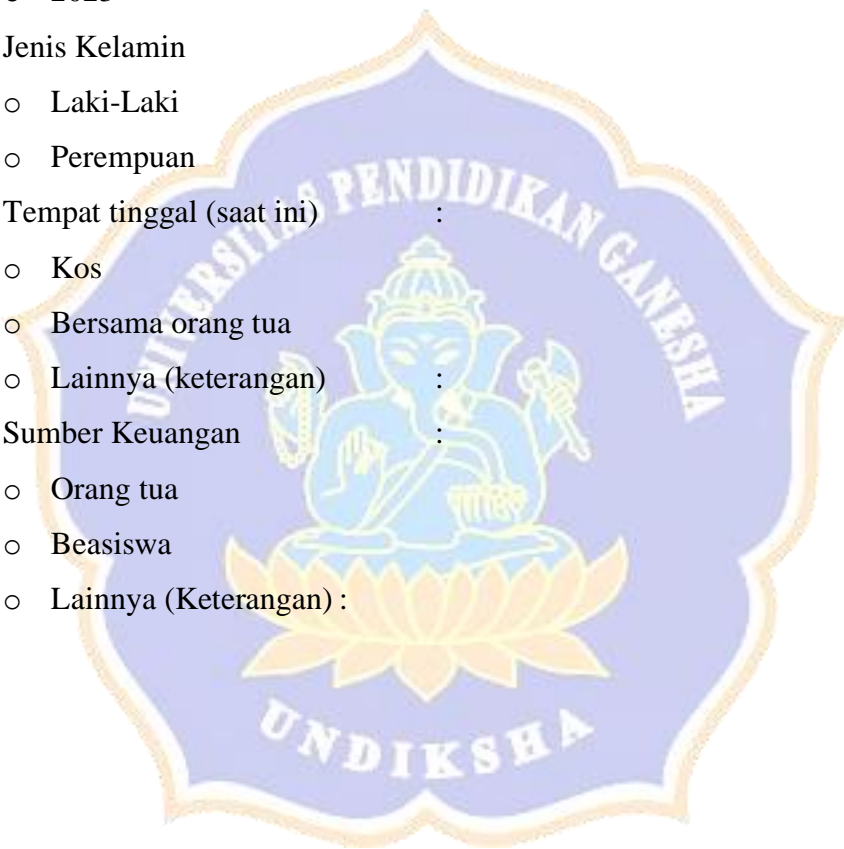 Jenis Kelamin
o Laki-Laki
o Perempuan
Tempat tinggal (saat ini) :
o Kos
o Bersama orang tua
o Lainnya (keterangan) :
Sumber Keuangan :
o Orang tua
o Beasiswa
o Lainnya (Keterangan) :
UNIVERSITAS PENDIDIKAN GANESHA
UNDIKSHA